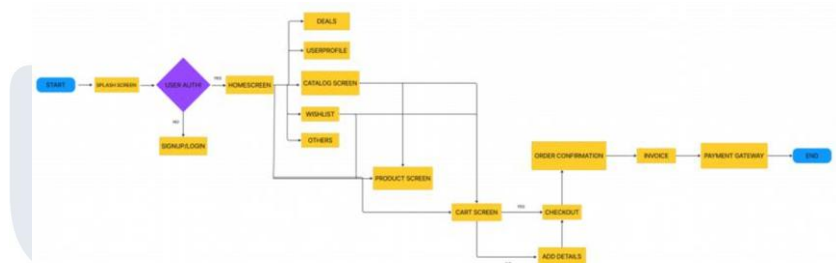 DEALS
USERPROFILE
START
SPLASH SCREEN
USER AUTH!
YES
HOMESCREEN
CATALOG SCREEN
NO
WISHLIST
SIGNUP/LOGIN
OTHERS
ORDER CONFIRMATION
INVOICE
PAYMENT GATEWAY
END
PRODUCT SCREEN
CART SCREEN
YES
CHECKOUT
ADD DETAILS